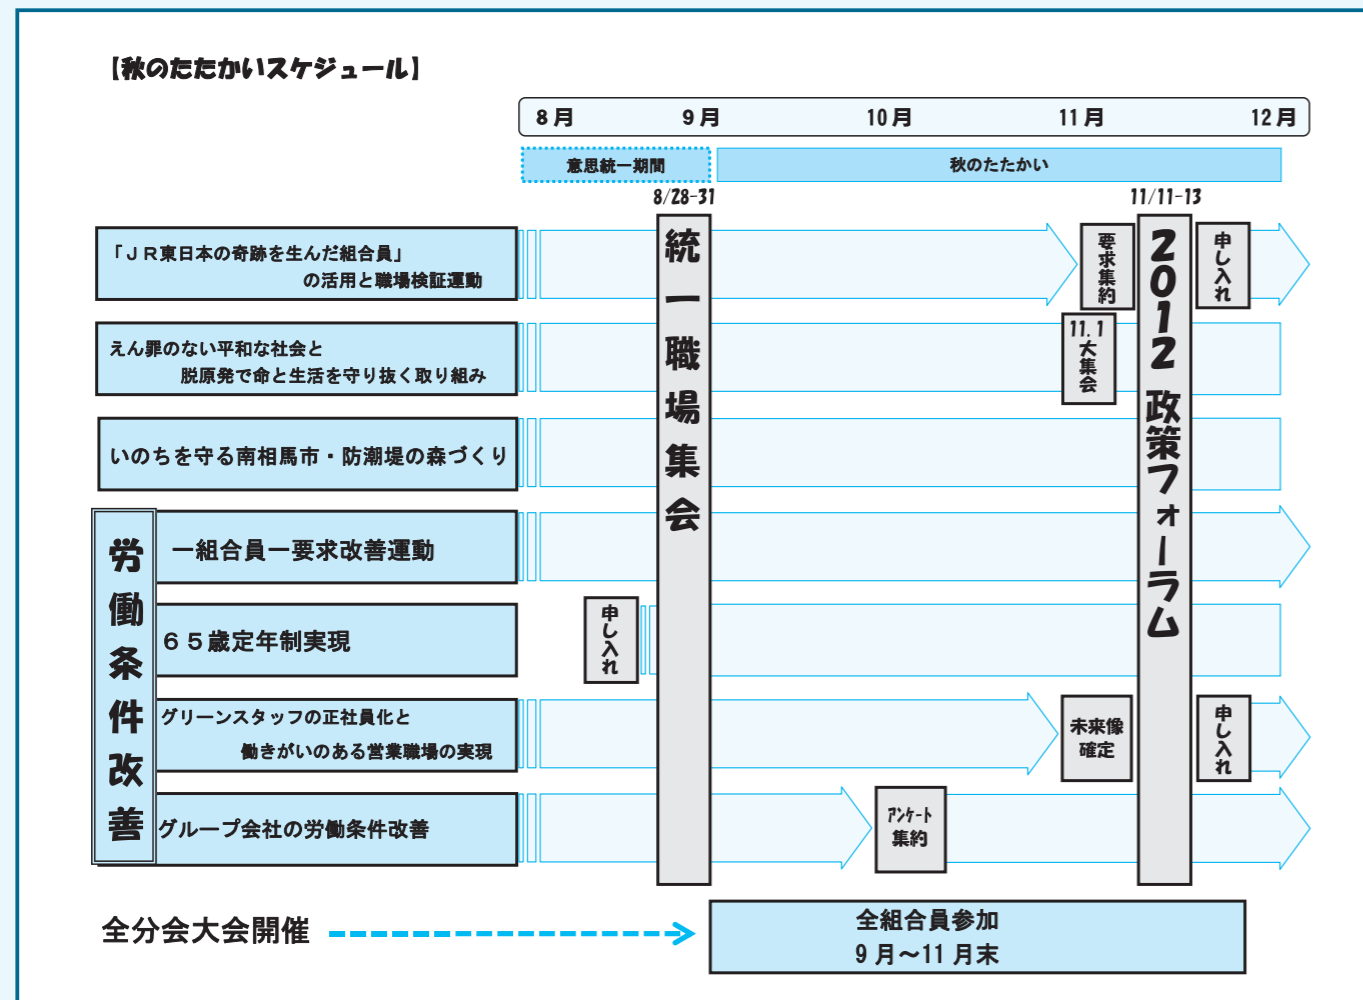 【秋のたたかいスケジュール】
８月 ９月 10月 11月 12月
意思統一期間 秋のたたかい
8/28-31 11/11-13
「ＪＲ東日本の奇跡を生んだ組合員」
の活用と職場検証運動
えん罪のない平和な社会と
脱原発で命と生活を守り抜く取り組み
いのちを守る南相馬市・防潮堤の森づくり
労働条件改善
一組合員一要求改善運動
６５歳定年制実現
グリーンスタッフの正社員化と
働きがいのある営業職場の実現
グループ会社の労働条件改善
統一職場集会
申し入れ
アンケート
集約
要求集約
11.1
大集会
未来像
確定
2012政策フォーラム
申し入れ
申し入れ
全分会大会開催
全組合員参加
９月～11月末